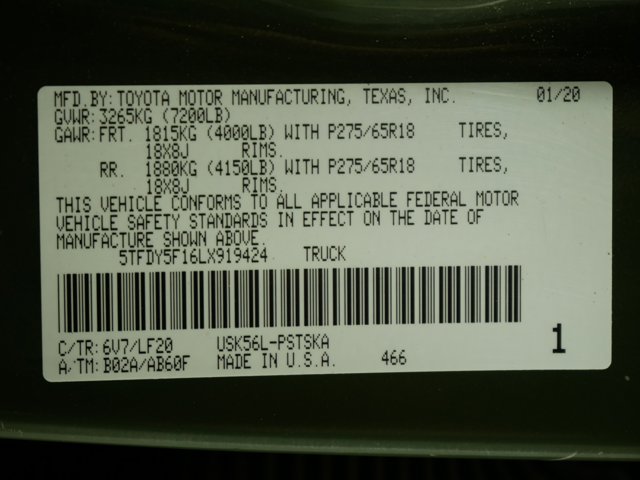 MFD.BY:TOYOTA MOTOR MANUFACTURING, TEXAS, INC. 01/20
GVWR:3265KG (7200LB)
GAWR:FRT. 1815KG (4000LB) WITH P275/65R18 TIRES,
18X8J RIMS.
RR. 1880KG (4150LB) WITH P275/65R18 TIRES,
18X8J RIMS.
THIS VEHICLE CONFORMS TO ALL APPLICABLE FEDERAL MOTOR
VEHICLE SAFETY STANDARDS IN EFFECT ON THE DATE OF
MANUFACTURE SHOWN ABOVE.
5TFDY5F16LX919424 TRUCK
C/TR:6V7/LF20 USK56L-PSTSKA 1
A/TM:B02A/AB60F MADE IN U.S.A. 466